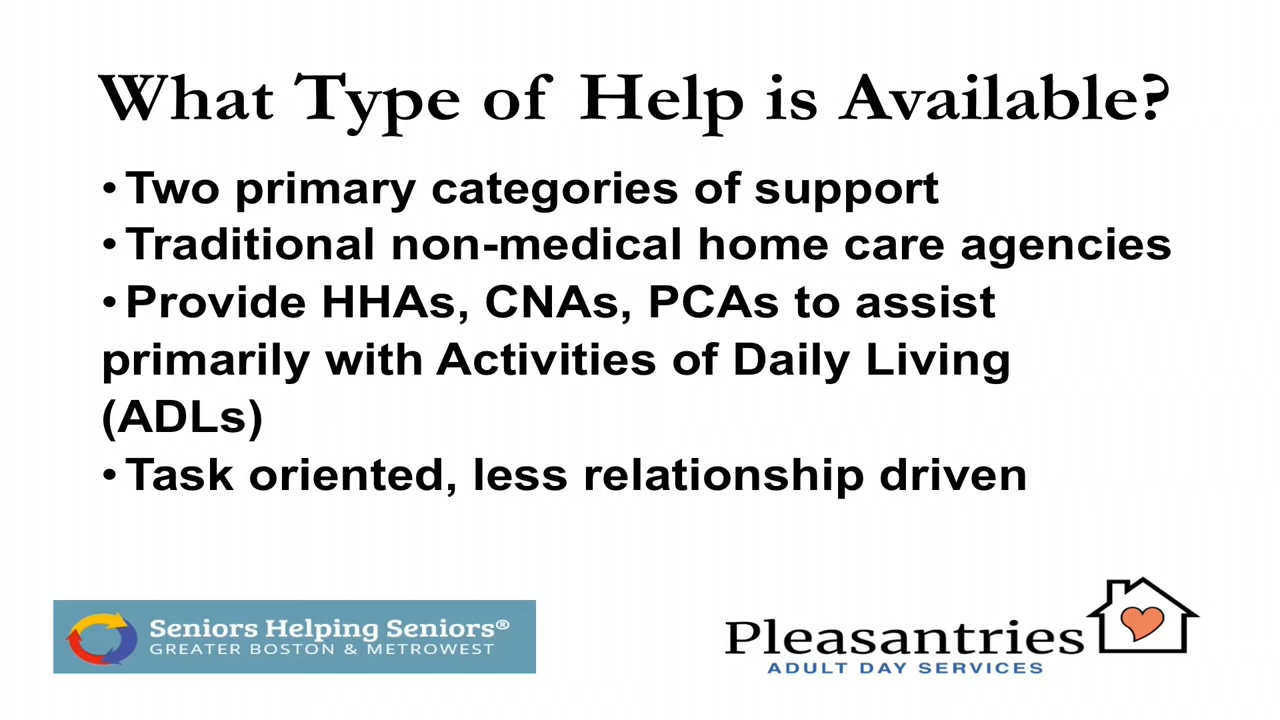 What Type of Help is Available?
• Two primary categories of support
• Traditional non-medical home care agencies
• Provide HHAs, CNAs, PCAs to assist
primarily with Activities of Daily Living
(ADLs)
• Task oriented, less relationship driven
Seniors Helping Seniors®
GREATER BOSTON & METROWEST
Pleasantries
ADULT DAY SERVICES